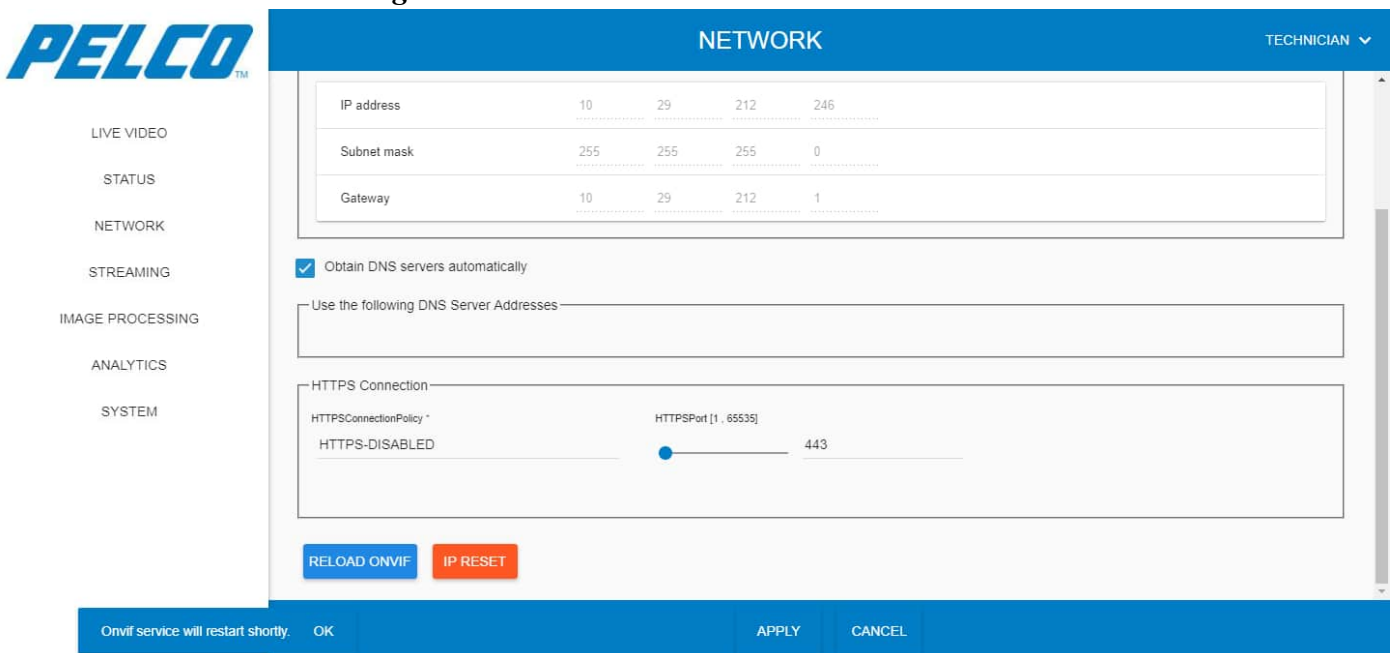 PELCO
TM
NETWORK
TECHNICIAN
LIVE VIDEO
STATUS
NETWORK
STREAMING
IMAGE PROCESSING
ANALYTICS
SYSTEM
IP address 10 29 212 246
Subnet mask 255 255 255 0
Gateway 10 29 212 1
Obtain DNS servers automatically
Use the following DNS Server Addresses
HTTPS Connection
HTTPSConnectionPolicy * HTTPSPort [1 . 65535]
HTTPS-DISABLED 443
RELOAD ONVIF IP RESET
Onvif service will restart shortly. OK APPLY CANCEL